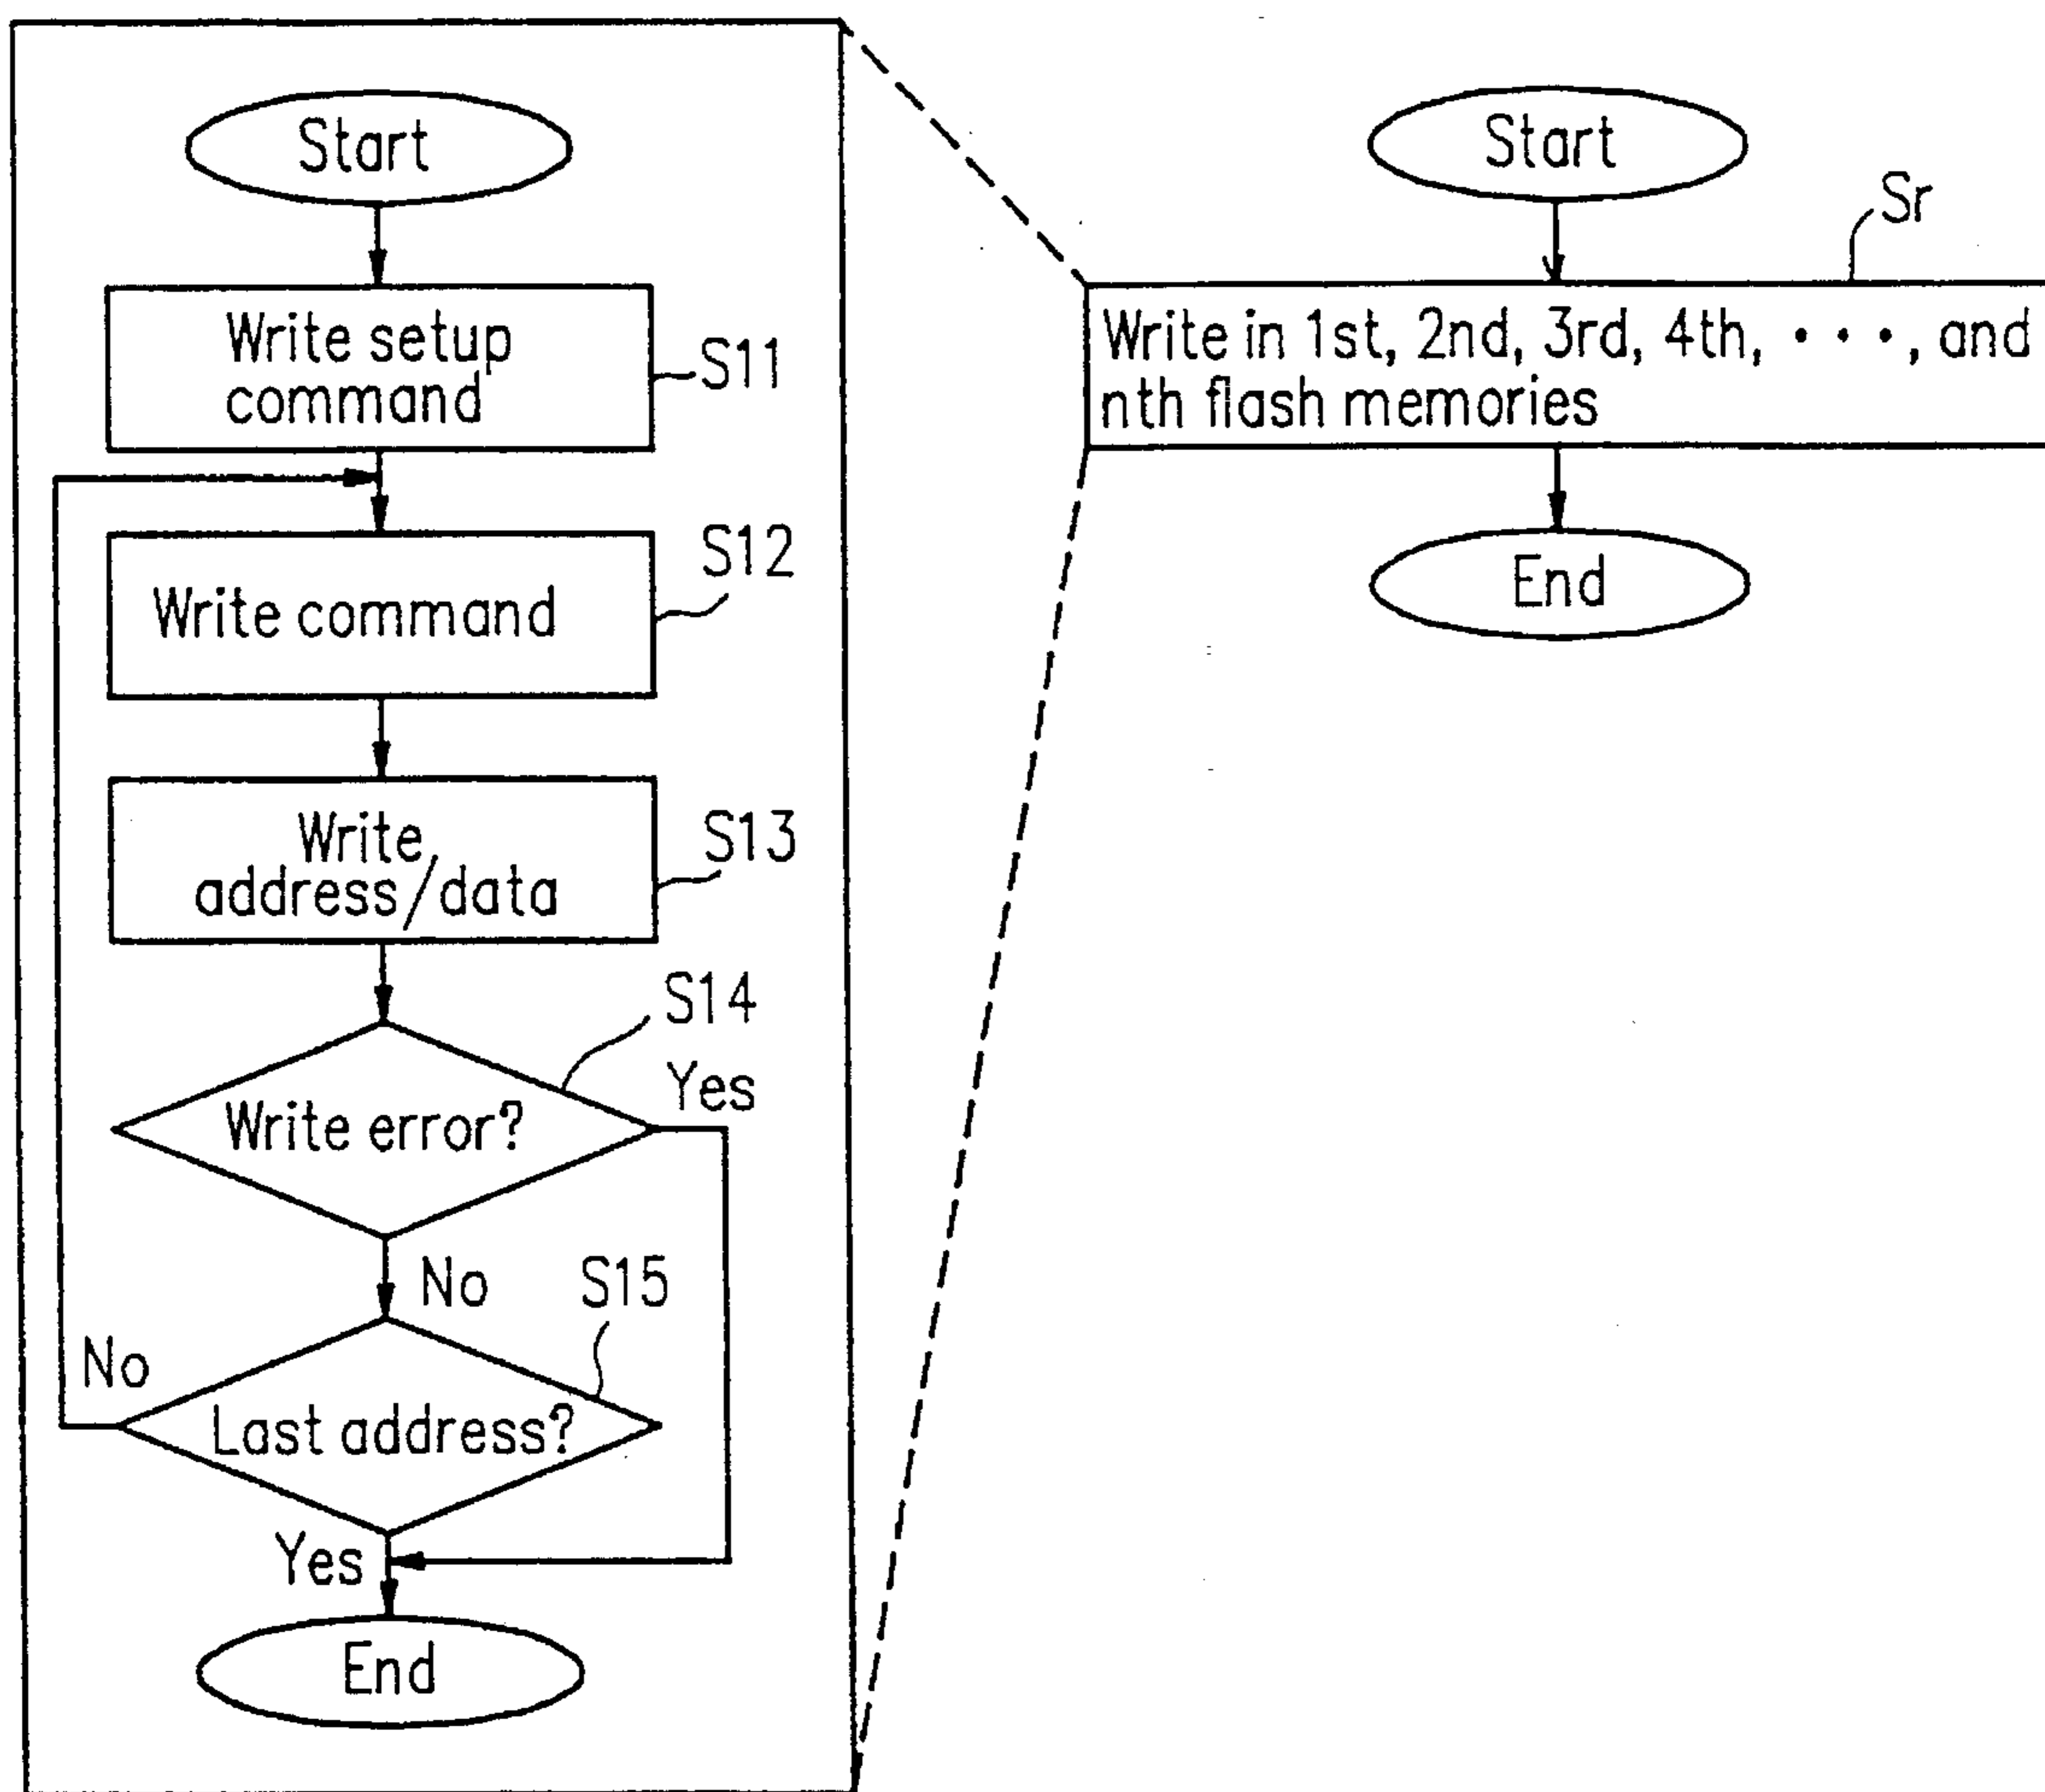 Start
Write setup
command
S11
S12
Write command
Write
address/data
S13
S14
Yes
Write error?
No
S15
No
Last address?
Yes
End
Start
Sr
Write in 1st, 2nd, 3rd, 4th, • • •, and
nth flash memories
End